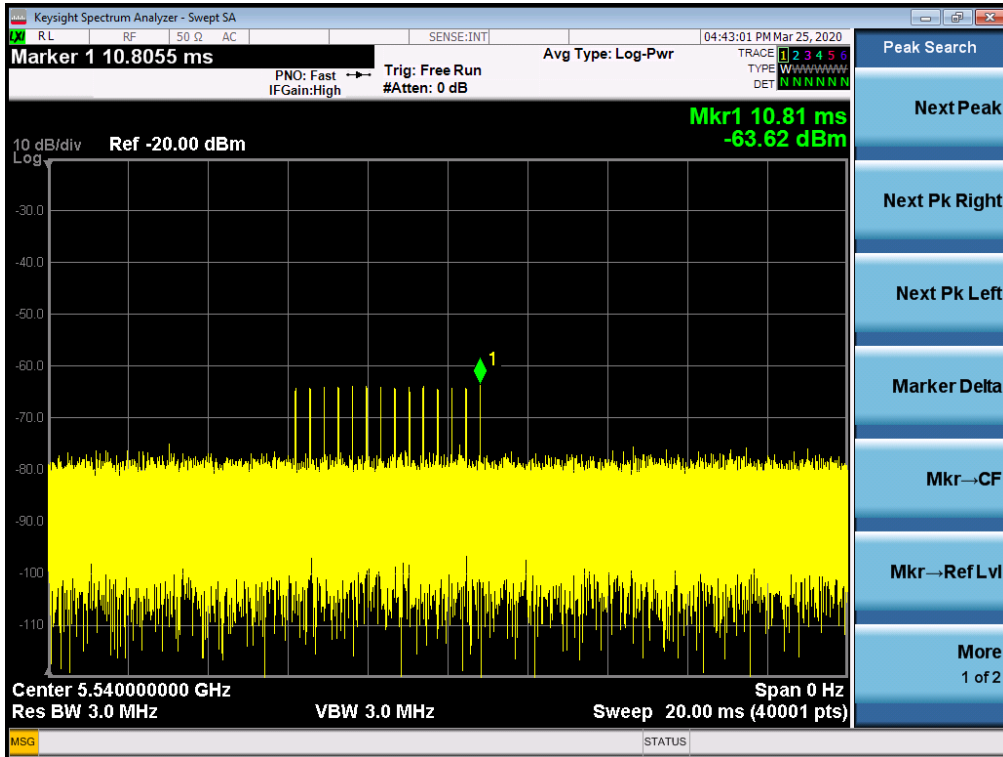 Keysight Spectrum Analyzer - Swept SA
LXI RL RF 50 Ω AC SENSE:INT 04:43:01 PM Mar 25, 2020
Marker 1 10.8055 ms
PNO: Fast
IFGain:High
Trig: Free Run
#Atten: 0 dB
Avg Type: Log-Pwr
TRACE 1 2 3 4 5 6
TYPE WWWWWW
DET N N N N N N
Mkr1 10.81 ms
-63.62 dBm
10 dB/div Ref -20.00 dBm
Log
-30.0
-40.0
-50.0
-60.0
-70.0
-80.0
-90.0
-100
-110
1
Center 5.540000000 GHz
Span 0 Hz
Res BW 3.0 MHz
VBW 3.0 MHz
Sweep 20.00 ms (40001 pts)
MSG
STATUS
Peak Search
Next Peak
Next Pk Right
Next Pk Left
Marker Delta
Mkr→CF
Mkr→Ref Lvl
More
1 of 2